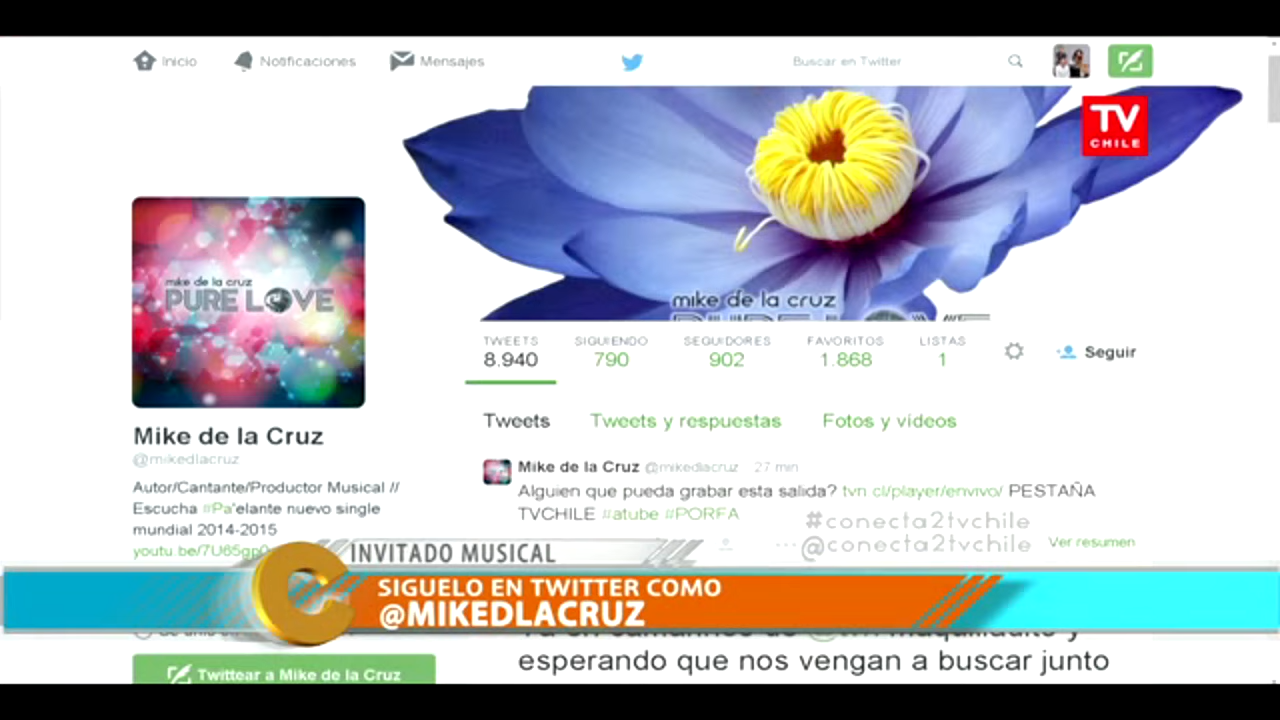 Inicio
Notificaciones
Mensajes
Buscar en Twitter
TV
CHILE
mike de la cruz
PURE LOVE
mike de la cruz
TWEETS
8.940
SIGUIENDO
790
SEGUIDORES
902
FAVORITOS
1.868
LISTAS
1
Seguir
Mike de la Cruz
@mikedlacruz
Autor/Cantante/Productor Musical //
Escucha #Pa'elante nuevo single
mundial 2014-2015
Tweets
Tweets y respuestas
Fotos y vídeos
Mike de la Cruz @mikedlacruz 27 min
Alguien que pueda grabar esta salida? tvn.cl/player/envivo/ PESTAÑA
TVCHILE #atube #PORFA
#conecta2tvchile
@conecta2tvchile
Ver resumen
INVITADO MUSICAL
SIGUELO EN TWITTER COMO
@MIKEDLACRUZ
esperando que nos vengan a buscar junto
Twittear a Mike de la Cruz